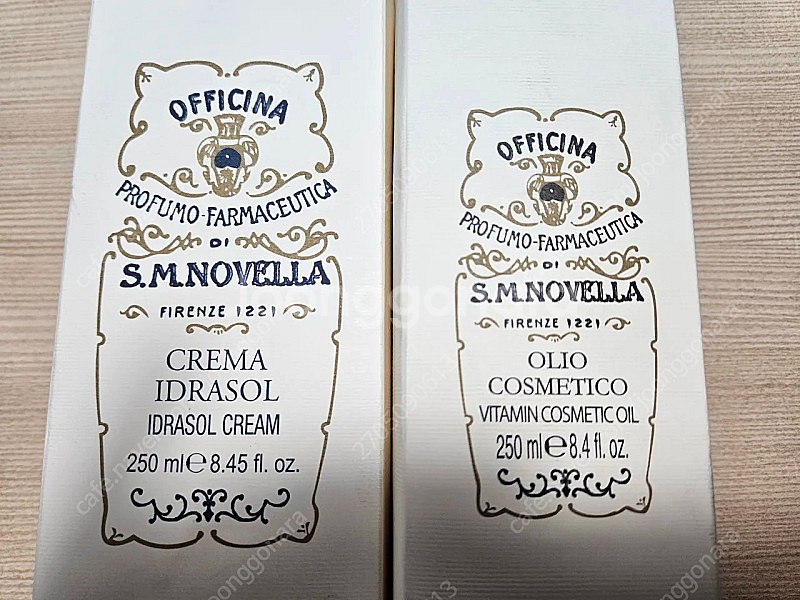 OFFICINA
PROFUMO-FARMACEUTICA
DI
S.M.NOVELLA
FIRENZE 1221
CREMA
IDRASOL
IDRASOL CREAM
250 ml℮8.45 fl. oz.
OFFICINA
PROFUMO-FARMACEUTICA
DI
S.M.NOVELLA
FIRENZE 1221
OLIO
COSMETICO
VITAMIN COSMETIC OIL
250 ml℮8.4 fl. oz.
joonggonara